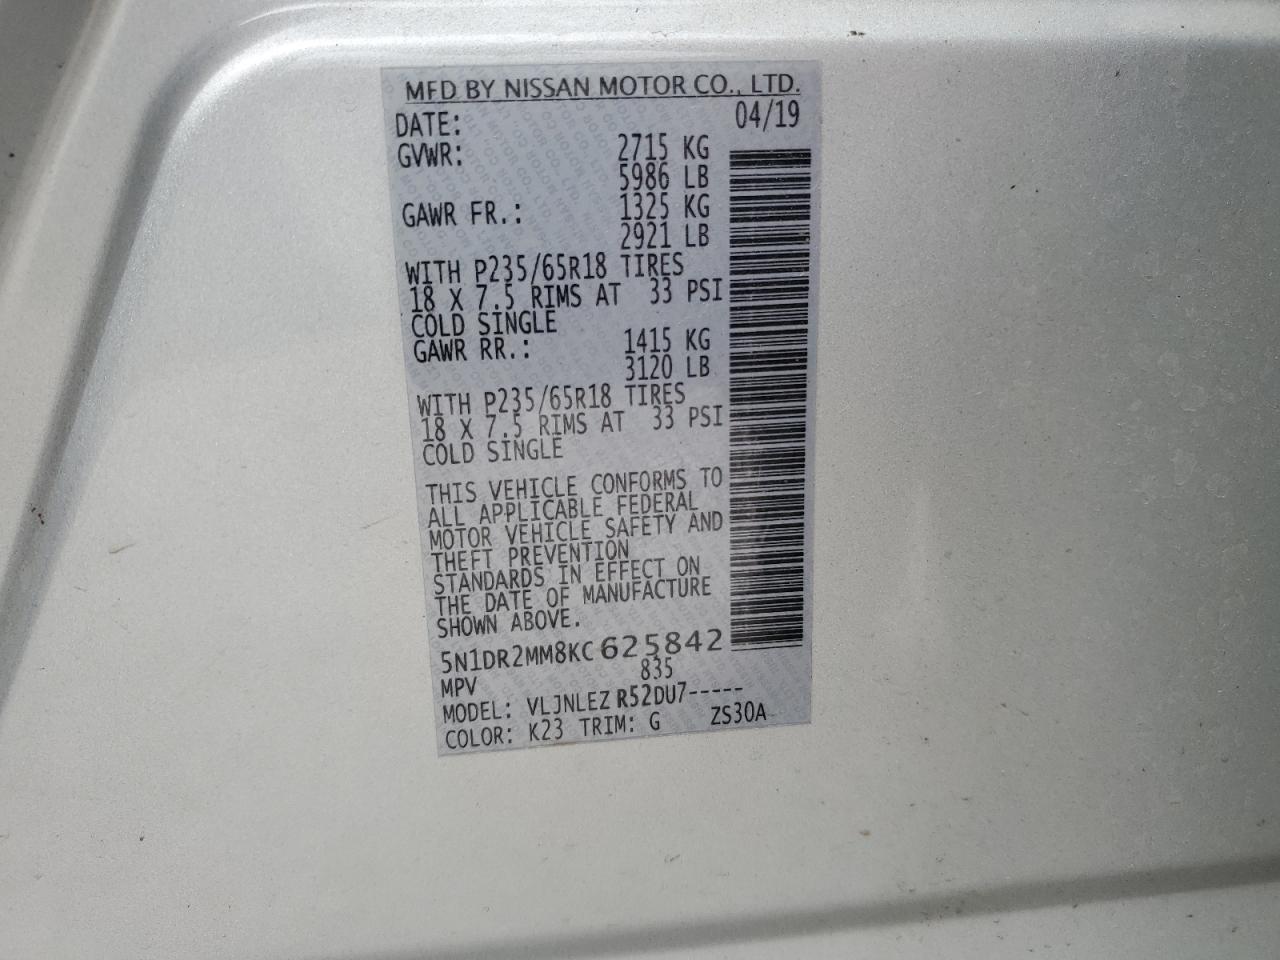 MFD BY NISSAN MOTOR CO., LTD.
DATE: 04/19
GVWR: 2715 KG
5986 LB
GAWR FR.: 1325 KG
2921 LB
WITH P235/65R18 TIRES
18 X 7.5 RIMS AT 33 PSI
COLD SINGLE
GAWR RR.: 1415 KG
3120 LB
WITH P235/65R18 TIRES
18 X 7.5 RIMS AT 33 PSI
COLD SINGLE
THIS VEHICLE CONFORMS TO
ALL APPLICABLE FEDERAL
MOTOR VEHICLE SAFETY AND
THEFT PREVENTION
STANDARDS IN EFFECT ON
THE DATE OF MANUFACTURE
SHOWN ABOVE.
5N1DR2MM8KC625842
MPV 835
MODEL: VLJNLEZ R52DU7-----
COLOR: K23 TRIM: G ZS30A